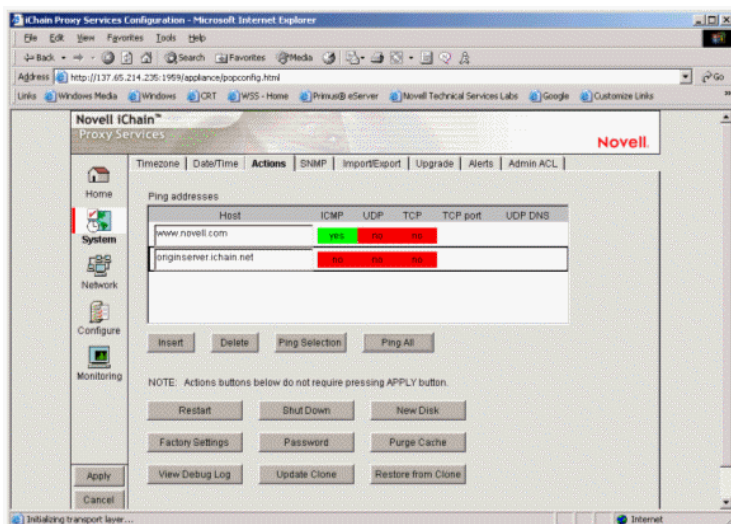 iChain Proxy Services Configuration - Microsoft Internet Explorer
File Edit View Favorites Tools Help
Back Search Favorites Media
Address http://137.65.214.235:1959/appliance/popconfig.html Go
Links Windows Media Windows CRT WSS - Home Primus® eServer Novell Technical Services Labs Google Customize Links
Novell iChain™
Proxy Services
Novell.
Timezone Date/Time Actions SNMP Import/Export Upgrade Alerts Admin ACL
Home
System
Network
Configure
Monitoring
Ping addresses
Host ICMP UDP TCP TCP port UDP DNS
www.novell.com yes no no
originserver.ichain.net no no no
Insert Delete Ping Selection Ping All
NOTE: Actions buttons below do not require pressing APPLY button.
Restart Shut Down New Disk
Factory Settings Password Purge Cache
View Debug Log Update Clone Restore from Clone
Apply
Cancel
Initializing transport layer... Internet